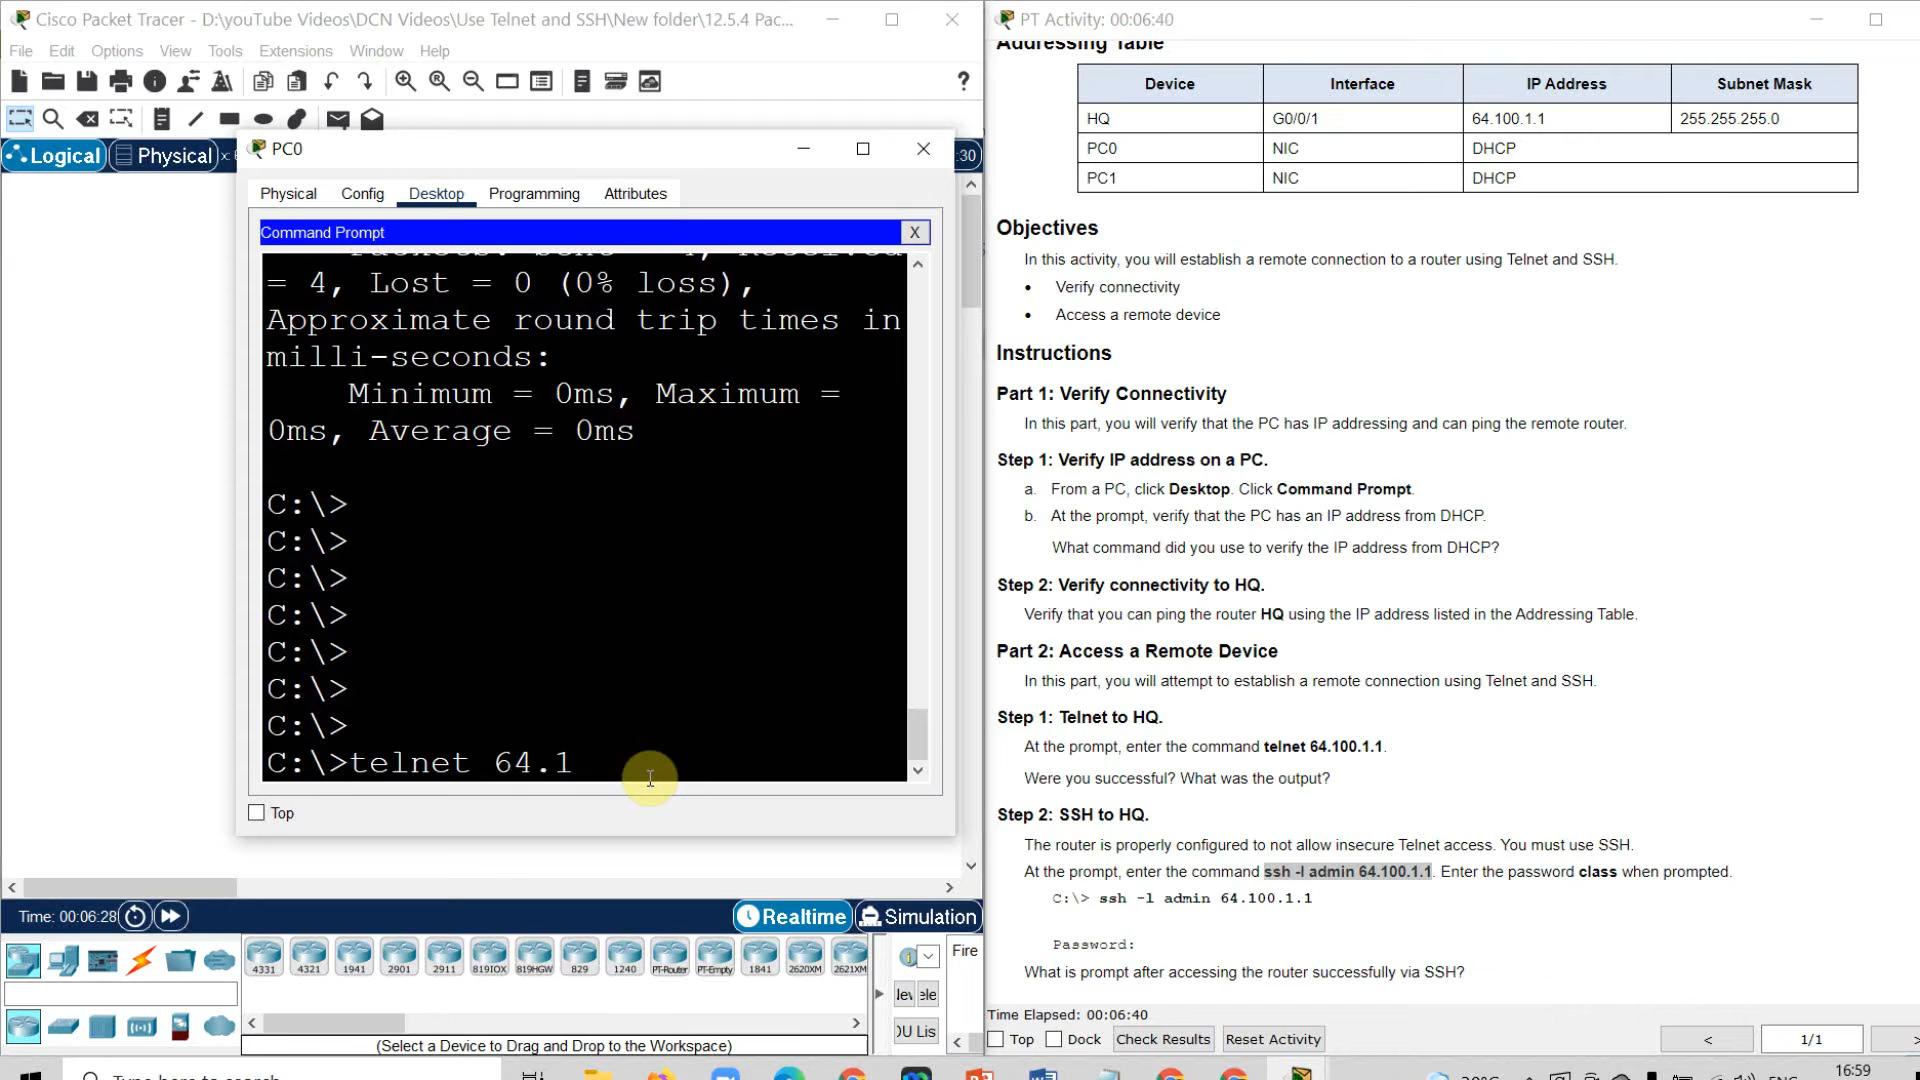 Cisco Packet Tracer - D:\youTube Videos\DCN Videos\Use Telnet and SSH\New folder\12.5.4 Pac...
File Edit Options View Tools Extensions Window Help
?
Logical Physical x: :30
PC0
Physical Config Desktop Programming Attributes
Command Prompt X
= 4, Lost = 0 (0% loss),
Approximate round trip times in
milli-seconds:
Minimum = 0ms, Maximum =
0ms, Average = 0ms
C:\>
C:\>
C:\>
C:\>
C:\>
C:\>
C:\>
C:\>telnet 64.1
Top
Time: 00:06:28 Realtime Simulation
4331 4321 1941 2901 2911 819IOX 819HGW 829 1240 PT-Router PT-Empty 1841 2620XM 2621XM
Fire
(Select a Device to Drag and Drop to the Workspace)
PT Activity: 00:06:40
Addressing Table
Device Interface IP Address Subnet Mask
HQ G0/0/1 64.100.1.1 255.255.255.0
PC0 NIC DHCP
PC1 NIC DHCP
Objectives
In this activity, you will establish a remote connection to a router using Telnet and SSH.
• Verify connectivity
• Access a remote device
Instructions
Part 1: Verify Connectivity
In this part, you will verify that the PC has IP addressing and can ping the remote router.
Step 1: Verify IP address on a PC.
a. From a PC, click Desktop. Click Command Prompt.
b. At the prompt, verify that the PC has an IP address from DHCP.
What command did you use to verify the IP address from DHCP?
Step 2: Verify connectivity to HQ.
Verify that you can ping the router HQ using the IP address listed in the Addressing Table.
Part 2: Access a Remote Device
In this part, you will attempt to establish a remote connection using Telnet and SSH.
Step 1: Telnet to HQ.
At the prompt, enter the command telnet 64.100.1.1.
Were you successful? What was the output?
Step 2: SSH to HQ.
The router is properly configured to not allow insecure Telnet access. You must use SSH.
At the prompt, enter the command ssh -l admin 64.100.1.1. Enter the password class when prompted.
C:\> ssh -l admin 64.100.1.1
Password:
What is prompt after accessing the router successfully via SSH?
Time Elapsed: 00:06:40
Top Dock Check Results Reset Activity < 1/1 >
16:59